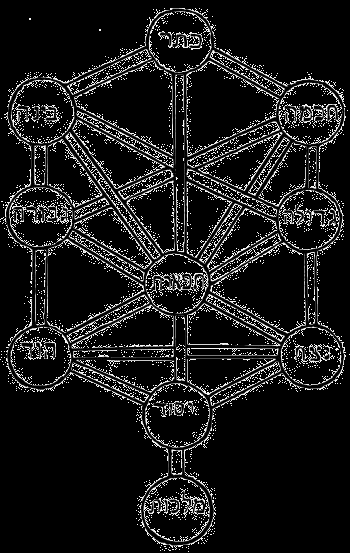 כתר
חכמה
בינה
גדולה
גבורה
תפארת
נצח
הוד
יסוד
מלכות